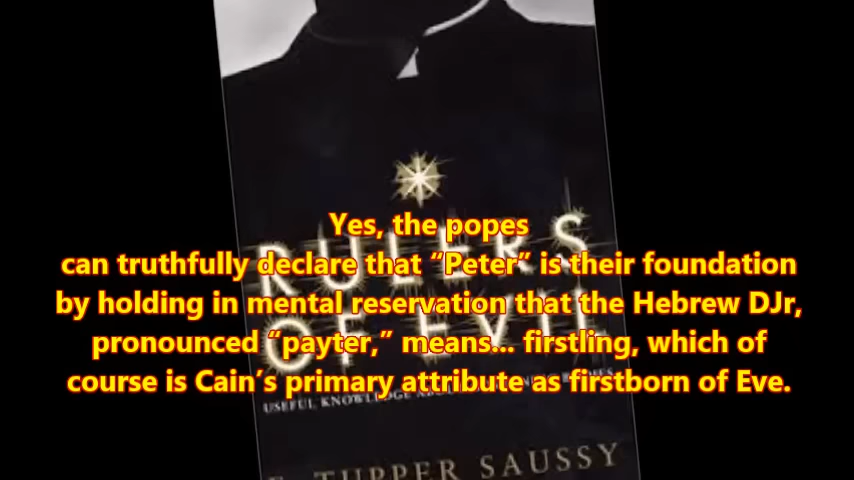 Yes, the popes
RULERS
can truthfully declare that “Peter” is their foundation
by holding in mental reservation that the Hebrew DJr,
OF EVIL
pronounced “payter,” means... firstling, which of
course is Cain’s primary attribute as firstborn of Eve.
USEFUL KNOWLEDGE
TUPPER SAUSSY